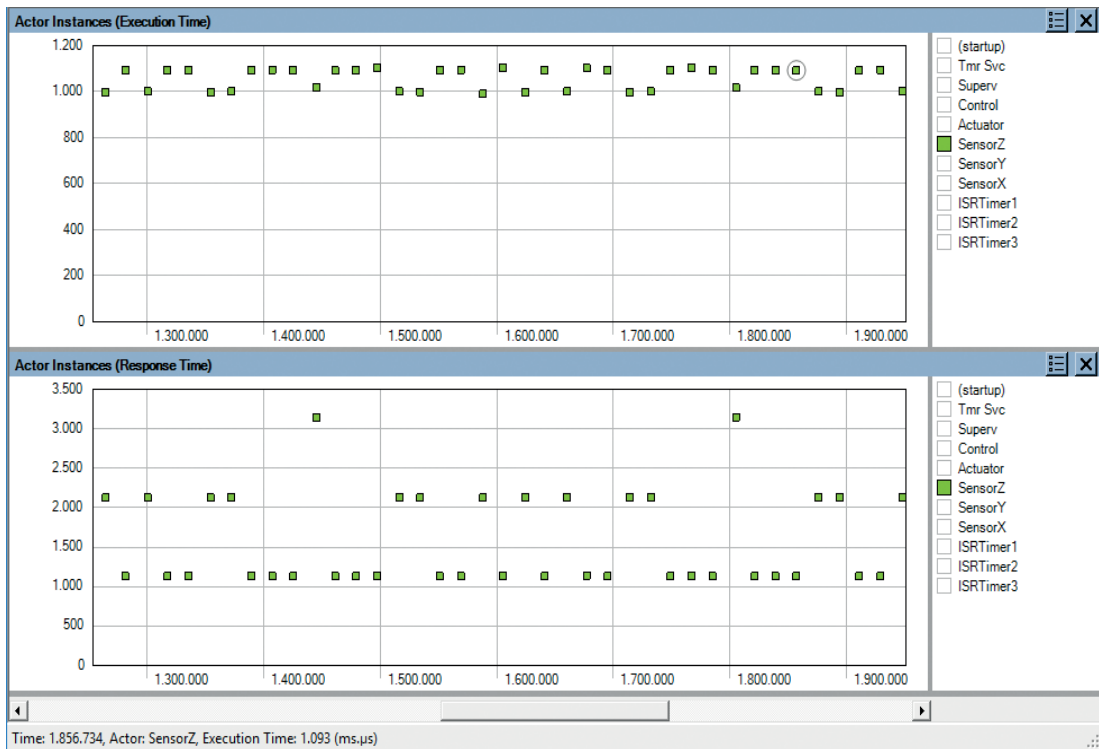 Actor Instances (Execution Time)
1.200
1.000
800
600
400
200
0
1.300.000 1.400.000 1.500.000 1.600.000 1.700.000 1.800.000 1.900.000
(startup)
Tmr Svc
Superv
Control
Actuator
SensorZ
SensorY
SensorX
ISRTimer1
ISRTimer2
ISRTimer3
Actor Instances (Response Time)
3.500
3.000
2.500
2.000
1.500
1.000
500
0
1.300.000 1.400.000 1.500.000 1.600.000 1.700.000 1.800.000 1.900.000
(startup)
Tmr Svc
Superv
Control
Actuator
SensorZ
SensorY
SensorX
ISRTimer1
ISRTimer2
ISRTimer3
Time: 1.856.734, Actor: SensorZ, Execution Time: 1.093 (ms.µs)